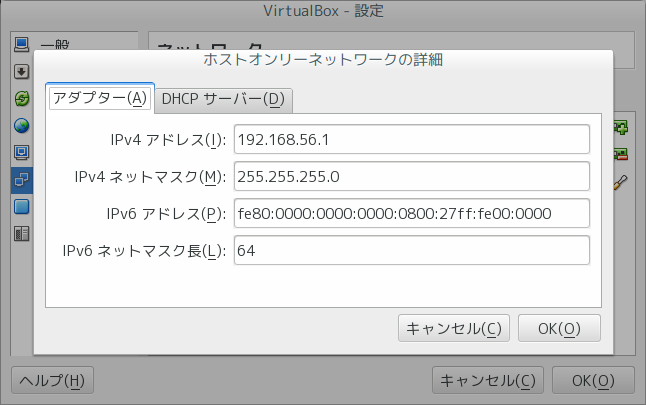 VirtualBox - 設定
一般
ネットワーク
ホストオンリーネットワークの詳細
アダプター(A)
DHCP サーバー(D)
IPv4 アドレス(I):
192.168.56.1
IPv4 ネットマスク(M):
255.255.255.0
IPv6 アドレス(P):
fe80:0000:0000:0000:0800:27ff:fe00:0000
IPv6 ネットマスク長(L):
64
キャンセル(C)
OK(O)
ヘルプ(H)
キャンセル(C)
OK(O)